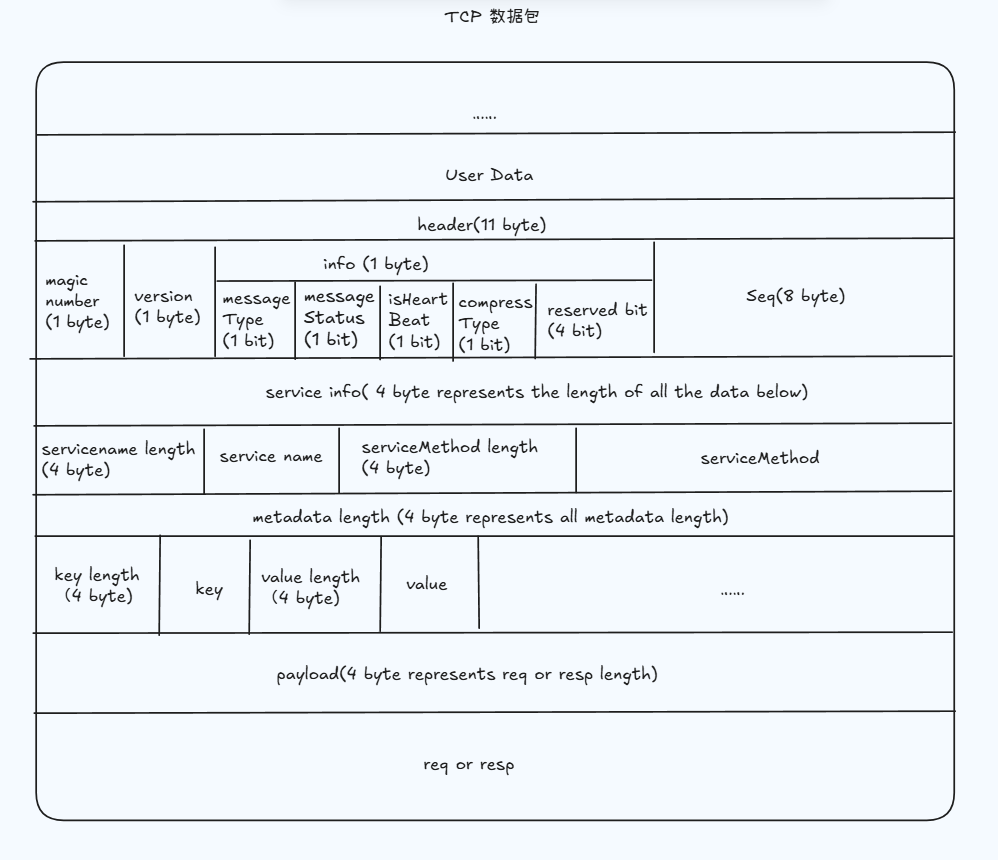 TCP 数据包
......
User Data
header(11 byte)
magic
number
(1 byte)
version
(1 byte)
info (1 byte)
message
Type
(1 bit)
message
Status
(1 bit)
isHeart
Beat
(1 bit)
compress
Type
(1 bit)
reserved bit
(4 bit)
Seq(8 byte)
service info( 4 byte represents the length of all the data below)
servicename length
(4 byte)
service name
serviceMethod length
(4 byte)
serviceMethod
metadata length (4 byte represents all metadata length)
key length
(4 byte)
key
value length
(4 byte)
value
......
payload(4 byte represents req or resp length)
req or resp